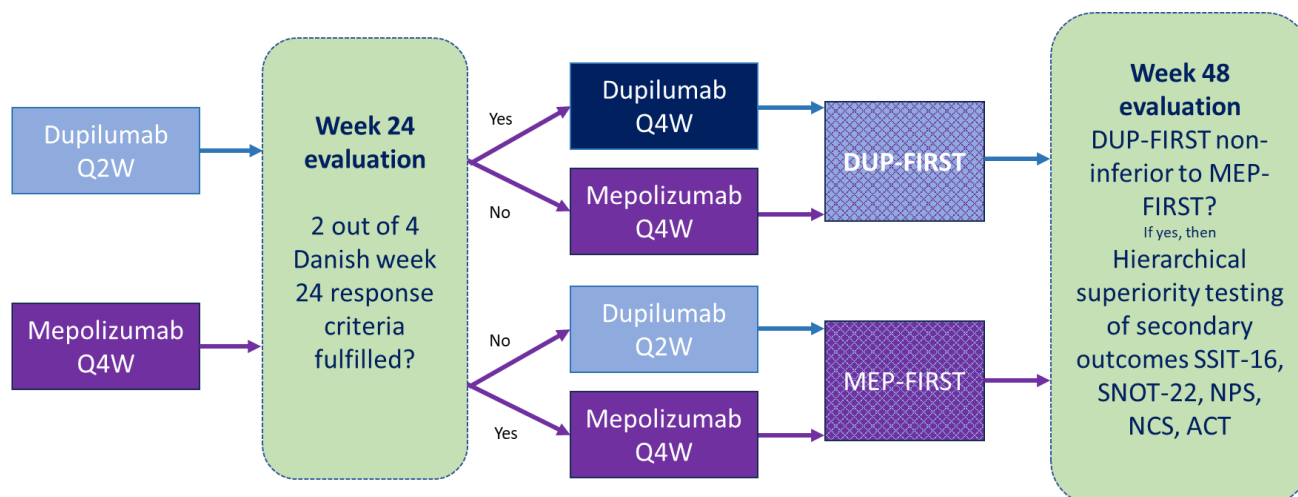 Dupilumab
Q2W
Mepolizumab
Q4W
Week 24
evaluation
2 out of 4
Danish week
24 response
criteria
fulfilled?
Yes
No
No
Yes
Dupilumab
Q4W
Mepolizumab
Q4W
Dupilumab
Q2W
Mepolizumab
Q4W
DUP-FIRST
MEP-FIRST
Week 48
evaluation
DUP-FIRST non-
inferior to MEP-
FIRST?
If yes, then
Hierarchical
superiority testing
of secondary
outcomes SSIT-16,
SNOT-22, NPS,
NCS, ACT